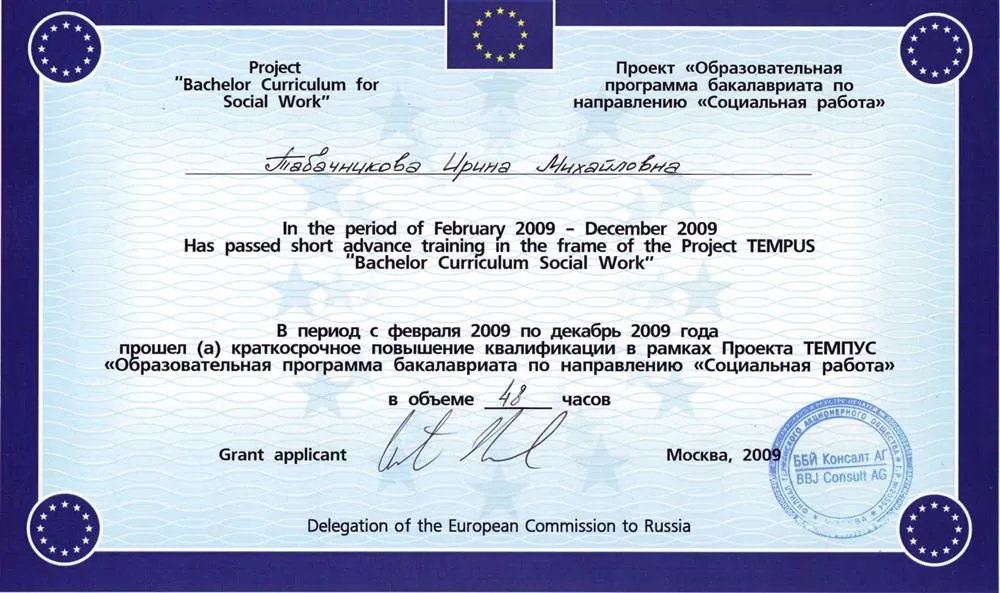 Project
"Bachelor Curriculum for
Social Work"
Проект «Образовательная
программа бакалавриата по
направлению «Социальная работа»
Табачникова Ирина Михайловна
In the period of February 2009 – December 2009
Has passed short advance training in the frame of the Project TEMPUS
"Bachelor Curriculum Social Work"
В период с февраля 2009 по декабрь 2009 года
прошел (а) краткосрочное повышение квалификации в рамках Проекта ТЕМПУС
«Образовательная программа бакалавриата по направлению «Социальная работа»
в объеме 48 часов
Grant applicant
Москва, 2009
ББЙ Консалт АГ
BBJ Consult AG
АКЦИОНЕРНОГО ОБЩЕСТВА
Delegation of the European Commission to Russia